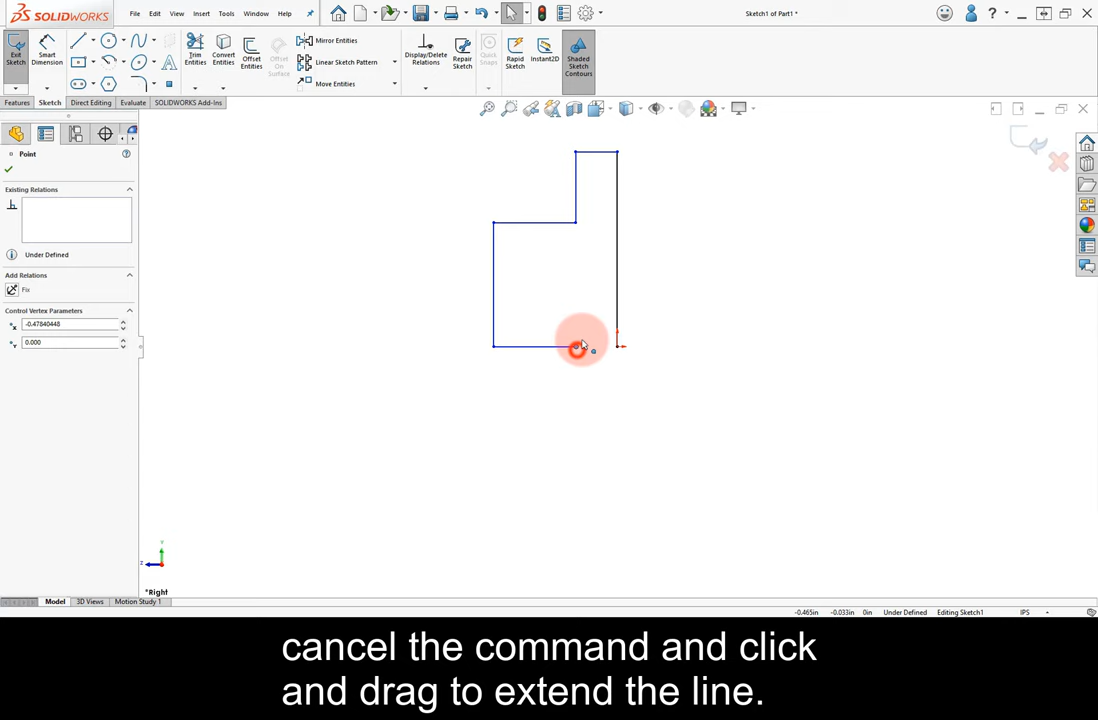 SOLIDWORKS
File Edit View Insert Tools Window Help
Sketch1 of Part1 *
Exit Sketch
Smart Dimension
Trim Entities
Convert Entities
Offset Entities
Offset On Surface
Mirror Entities
Linear Sketch Pattern
Move Entities
Display/Delete Relations
Repair Sketch
Quick Snaps
Rapid Sketch
Instant2D
Shaded Sketch Contours
Features Sketch Direct Editing Evaluate SOLIDWORKS Add-Ins
Point
Existing Relations
Under Defined
Add Relations
Fix
Control Vertex Parameters
-0.47840448
0.000
Y
Z
*Right
Model 3D Views Motion Study 1
-0.465in -0.033in 0in Under Defined Editing Sketch1 IPS
cancel the command and click
and drag to extend the line.